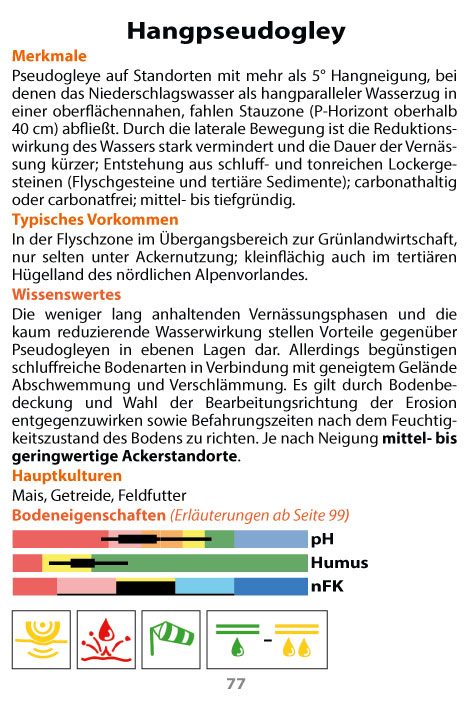 Hangpseudogley
Merkmale
Pseudogleye auf Standorten mit mehr als 5° Hangneigung, bei
denen das Niederschlagswasser als hangparalleler Wasserzug in
einer oberflächennahen, fahlen Stauzone (P-Horizont oberhalb
40 cm) abfließt. Durch die laterale Bewegung ist die Reduktions-
wirkung des Wassers stark vermindert und die Dauer der Vernäs-
sung kürzer; Entstehung aus schluff- und tonreichen Lockerge-
steinen (Flyschgesteine und tertiäre Sedimente); carbonathaltig
oder carbonatfrei; mittel- bis tiefgründig.
Typisches Vorkommen
In der Flyschzone im Übergangsbereich zur Grünlandwirtschaft,
nur selten unter Ackernutzung; kleinflächig auch im tertiären
Hügelland des nördlichen Alpenvorlandes.
Wissenswertes
Die weniger lang anhaltenden Vernässungsphasen und die
kaum reduzierende Wasserwirkung stellen Vorteile gegenüber
Pseudogleyen in ebenen Lagen dar. Allerdings begünstigen
schluffreiche Bodenarten in Verbindung mit geneigtem Gelände
Abschwemmung und Verschlämmung. Es gilt durch Bodenbe-
deckung und Wahl der Bearbeitungsrichtung der Erosion
entgegenzuwirken sowie Befahrungszeiten nach dem Feuchtig-
keitszustand des Bodens zu richten. Je nach Neigung mittel- bis
geringwertige Ackerstandorte.
Hauptkulturen
Mais, Getreide, Feldfutter
Bodeneigenschaften (Erläuterungen ab Seite 99)
pH
Humus
nFK
–
77